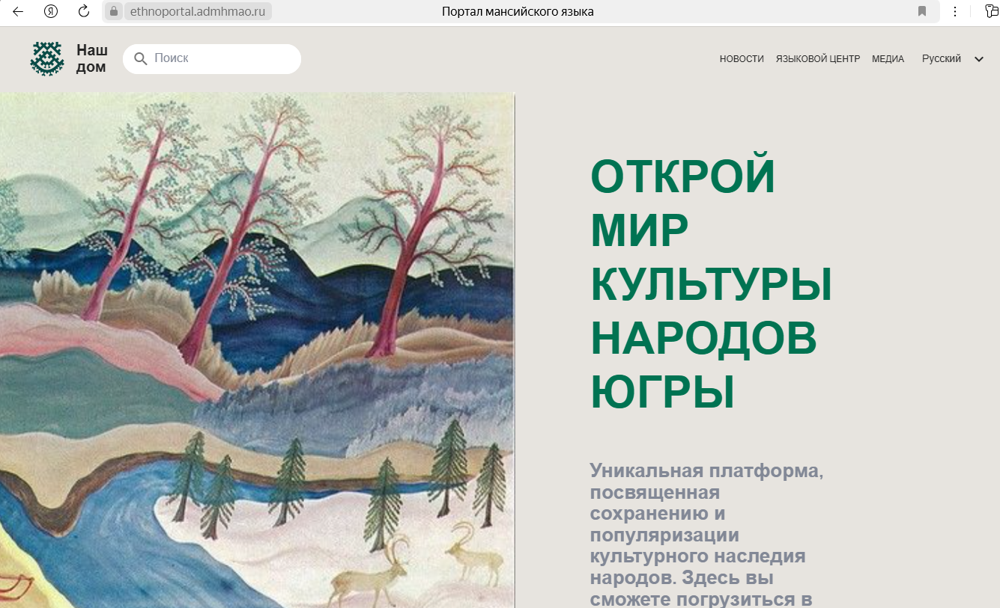 ethnoportal.admhmao.ru
Портал мансийского языка
Наш
дом
Поиск
НОВОСТИ
ЯЗЫКОВОЙ ЦЕНТР
МЕДИА
Русский
ОТКРОЙ
МИР
КУЛЬТУРЫ
НАРОДОВ
ЮГРЫ
Уникальная платформа,
посвященная
сохранению и
популяризации
культурного наследия
народов. Здесь вы
сможете погрузиться в